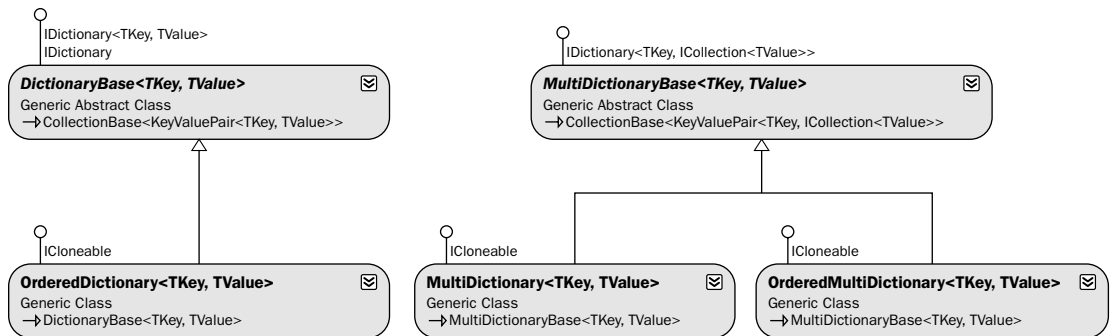 IDictionary<TKey, TValue>
IDictionary
DictionaryBase<TKey, TValue>
Generic Abstract Class
CollectionBase<KeyValuePair<TKey, TValue>>
IDictionary<TKey, ICollection<TValue>>
MultiDictionaryBase<TKey, TValue>
Generic Abstract Class
CollectionBase<KeyValuePair<TKey, ICollection<TValue>>
ICloneable
OrderedDictionary<TKey, TValue>
Generic Class
DictionaryBase<TKey, TValue>
ICloneable
MultiDictionary<TKey, TValue>
Generic Class
MultiDictionaryBase<TKey, TValue>
ICloneable
OrderedMultiDictionary<TKey, TValue>
Generic Class
MultiDictionaryBase<TKey, TValue>